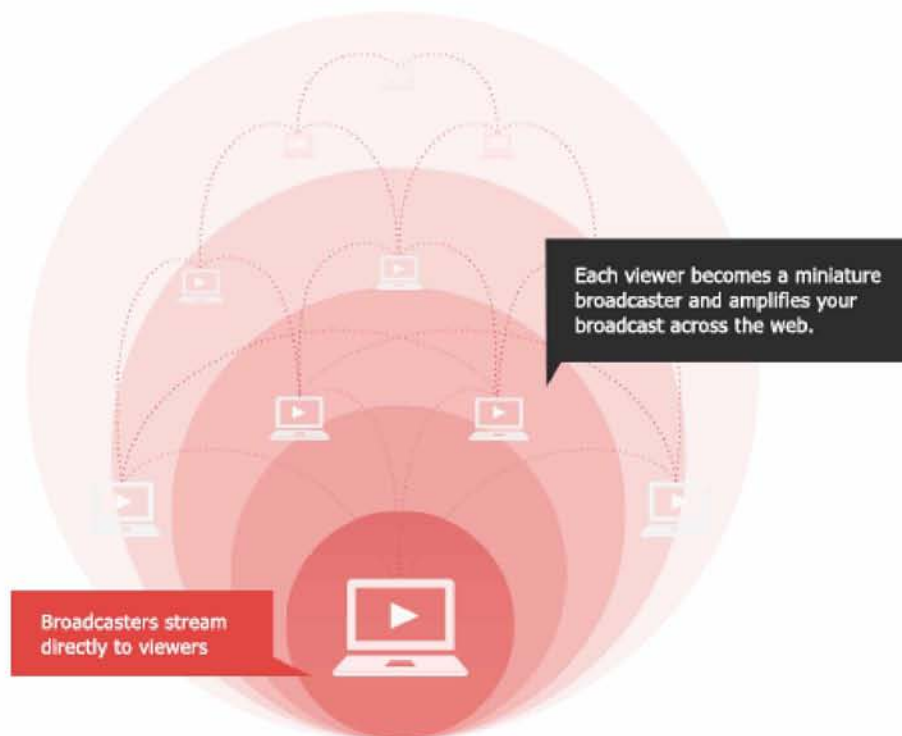 Each viewer becomes a miniature
broadcaster and amplifies your
broadcast across the web.
Broadcasters stream
directly to viewers